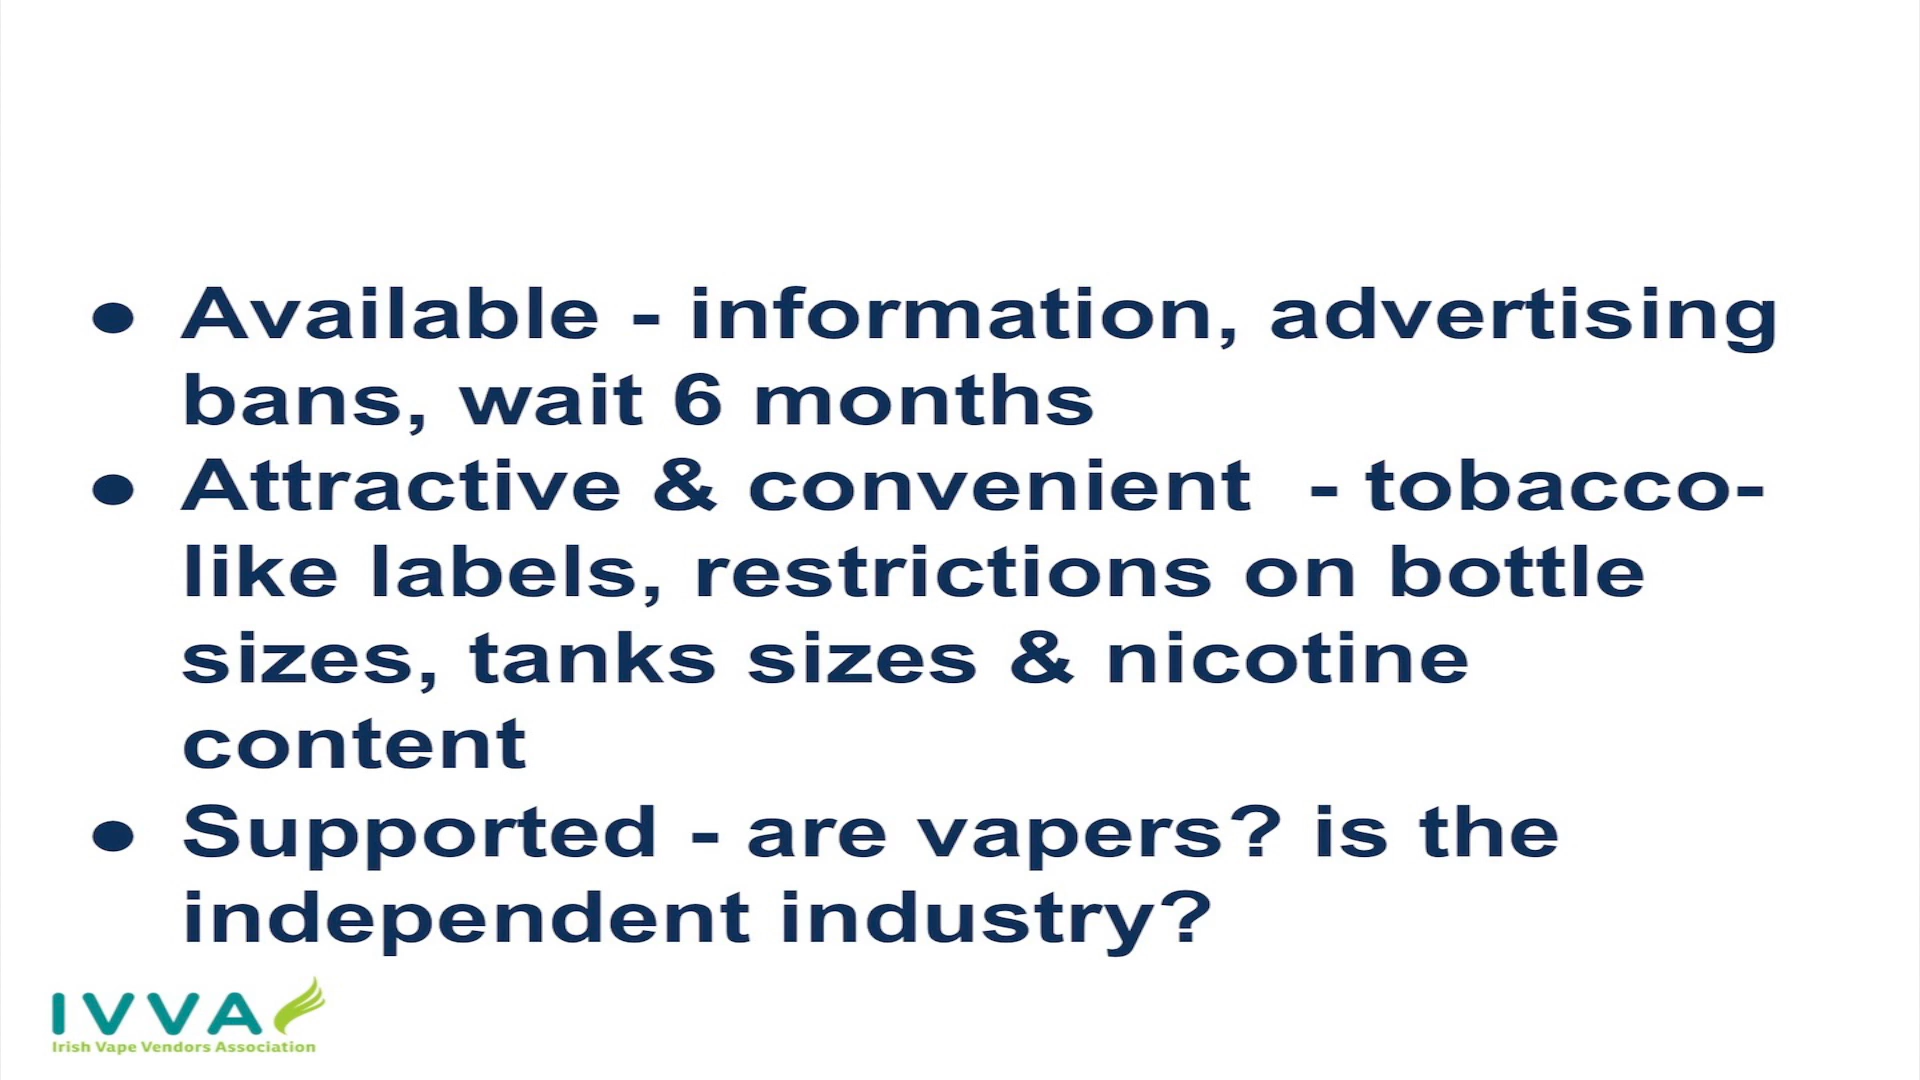 ● Available - information, advertising
bans, wait 6 months
● Attractive & convenient  - tobacco-
like labels, restrictions on bottle
sizes, tanks sizes & nicotine
content
● Supported - are vapers? is the
independent industry?
IVVA
Irish Vape Vendors Association